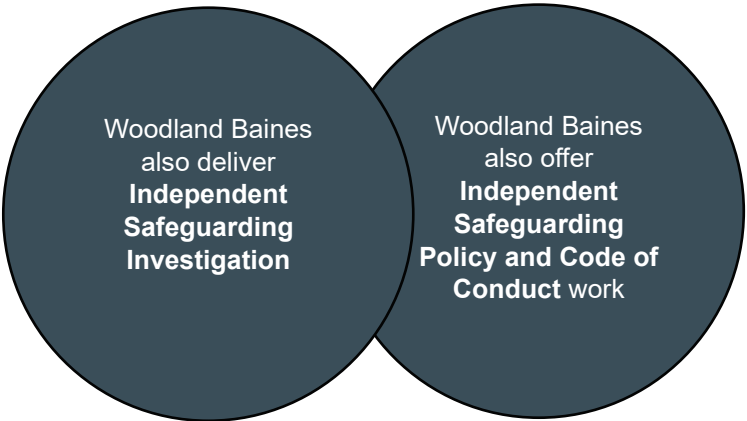 Woodland Baines
also deliver
Independent
Safeguarding
Investigation
Woodland Baines
also offer
Independent
Safeguarding
Policy and Code of
Conduct work